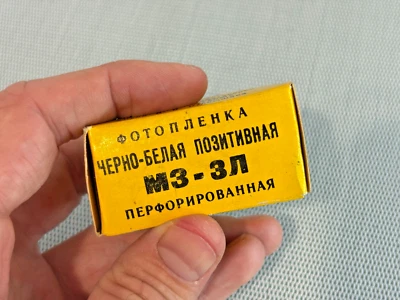 ФОТОПЛЕНКА
ЧЕРНО-БЕЛАЯ ПОЗИТИВНАЯ
МЗ-3Л
ПЕРФОРИРОВАННАЯ